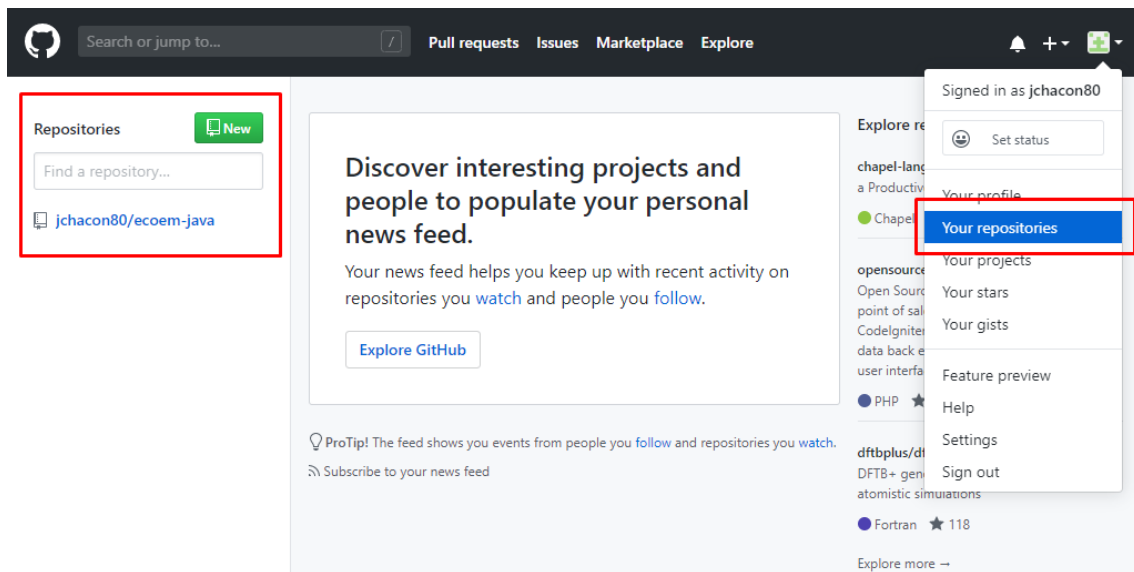 Search or jump to...
/
Pull requests Issues Marketplace Explore
Repositories
New
Find a repository...
jchacon80/ecoem-java
Discover interesting projects and
people to populate your personal
news feed.
Your news feed helps you keep up with recent activity on
repositories you watch and people you follow.
Explore GitHub
ProTip! The feed shows you events from people you follow and repositories you watch.
Subscribe to your news feed
Explore
chapel-lang
a Productiv
Chapel
opensource
Open Sourc
point of sal
CodeIgniter
data back e
user interfa
PHP
dftbplus/df
DFTB+ gen
atomistic simulations
Fortran 118
Explore more →
Signed in as jchacon80
Set status
Your profile
Your repositories
Your projects
Your stars
Your gists
Feature preview
Help
Settings
Sign out